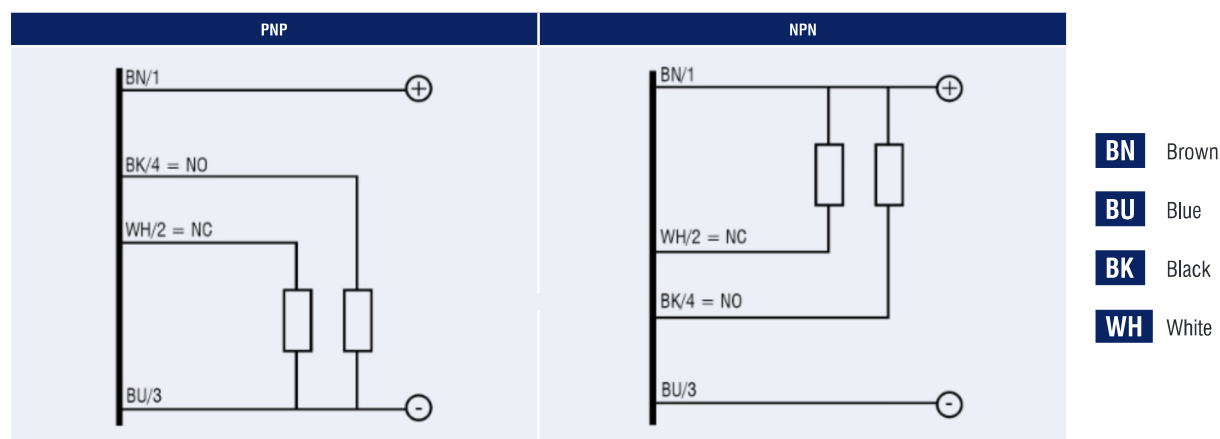 PNP
BN/1
+
BK/4 = NO
WH/2 = NC
BU/3
-
NPN
BN/1
+
WH/2 = NC
BK/4 = NO
BU/3
-
BN Brown
BU Blue
BK Black
WH White